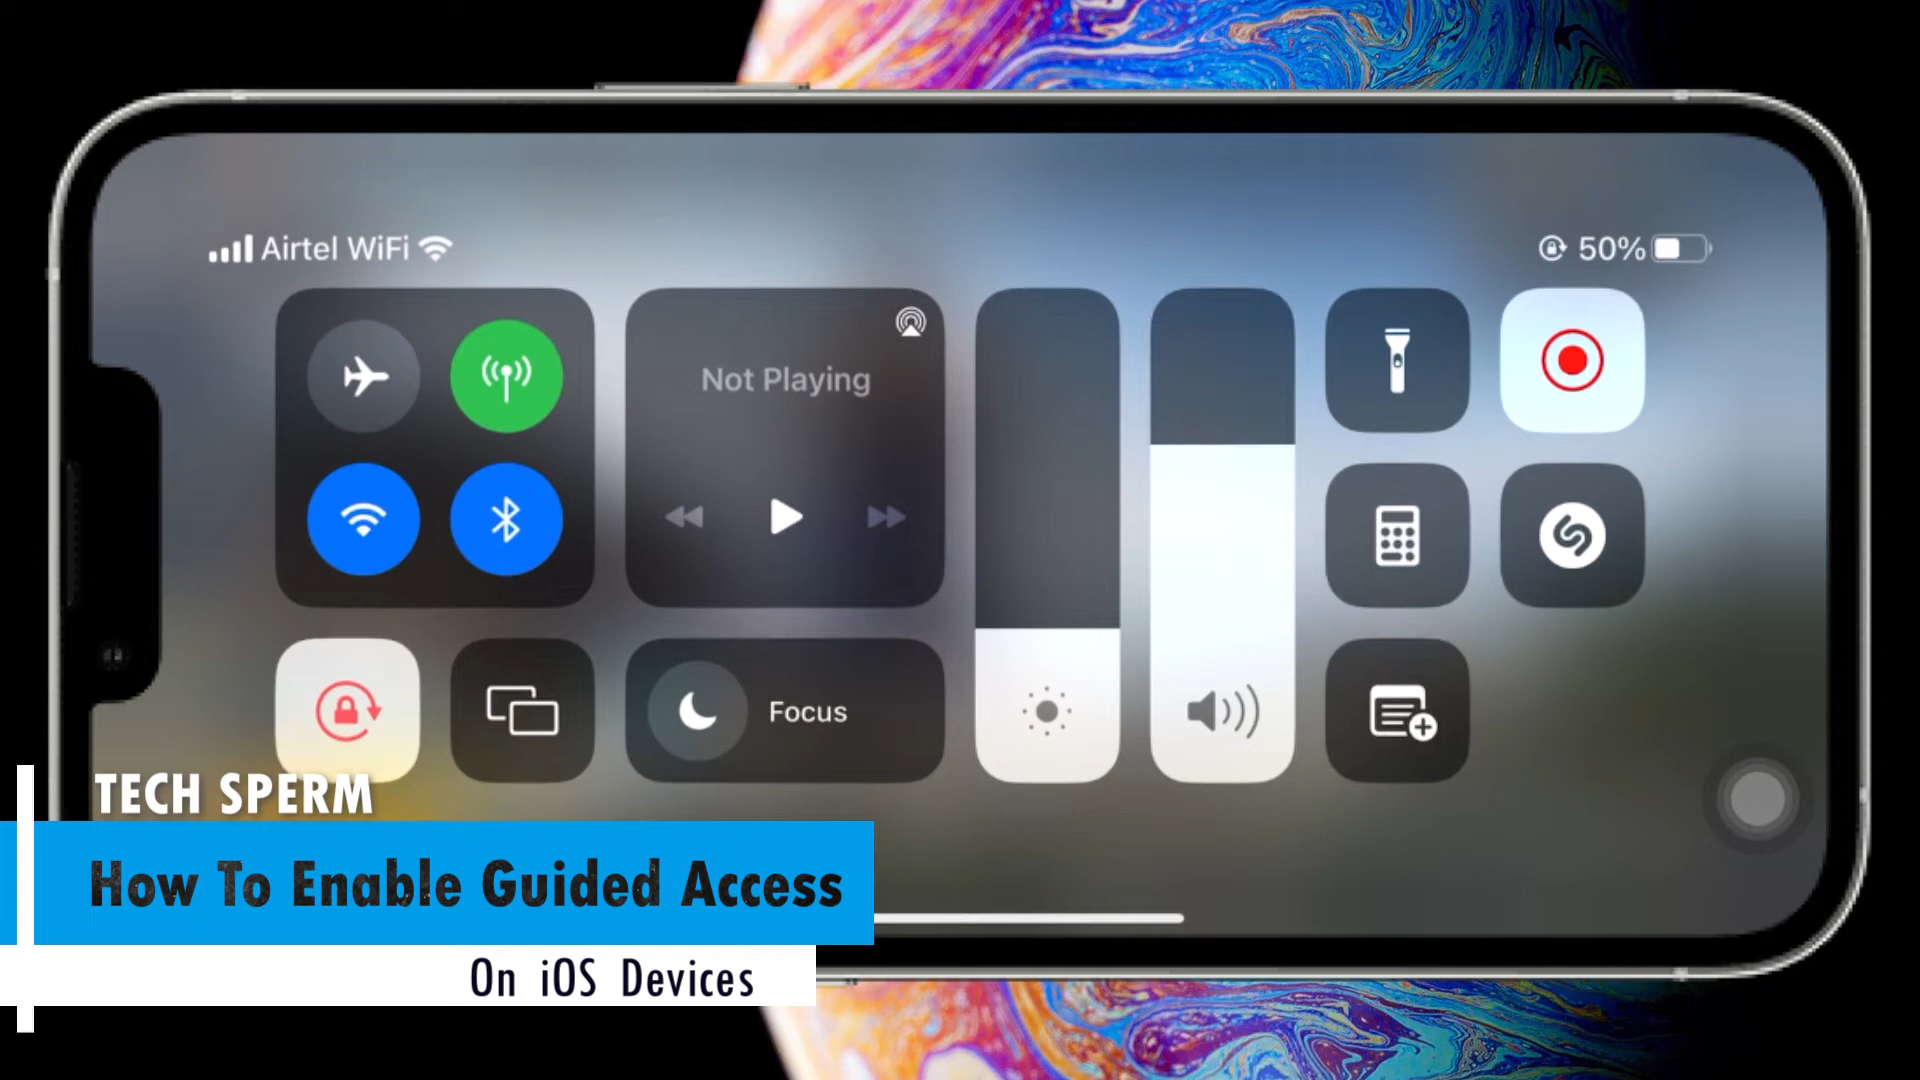 Airtel WiFi
50%
Not Playing
Focus
TECH SPERM
How To Enable Guided Access
On iOS Devices